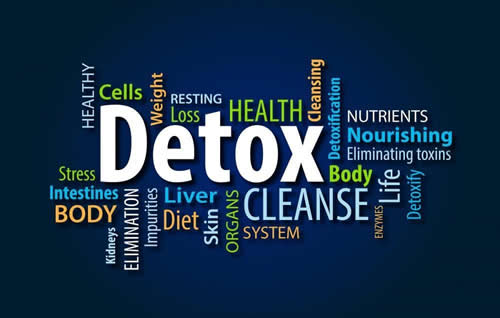 HEALTHY
Cells
Weight
RESTING
Loss
HEALTH
Cleansing
Detoxification
NUTRIENTS
Nourishing
Eliminating toxins
Detox
Stress
Intestines
BODY
Kidneys
ELIMINATION
Impurities
Liver
Diet
Skin
ORGANS
CLEANSE
SYSTEM
Body
ENZYMES
Life
Detoxify